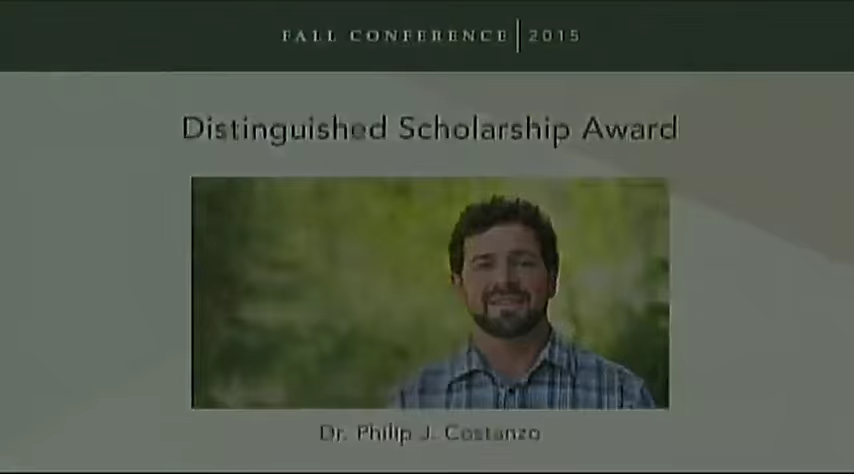 FALL CONFERENCE | 2015
Distinguished Scholarship Award
Dr. Philip J. Costanzo